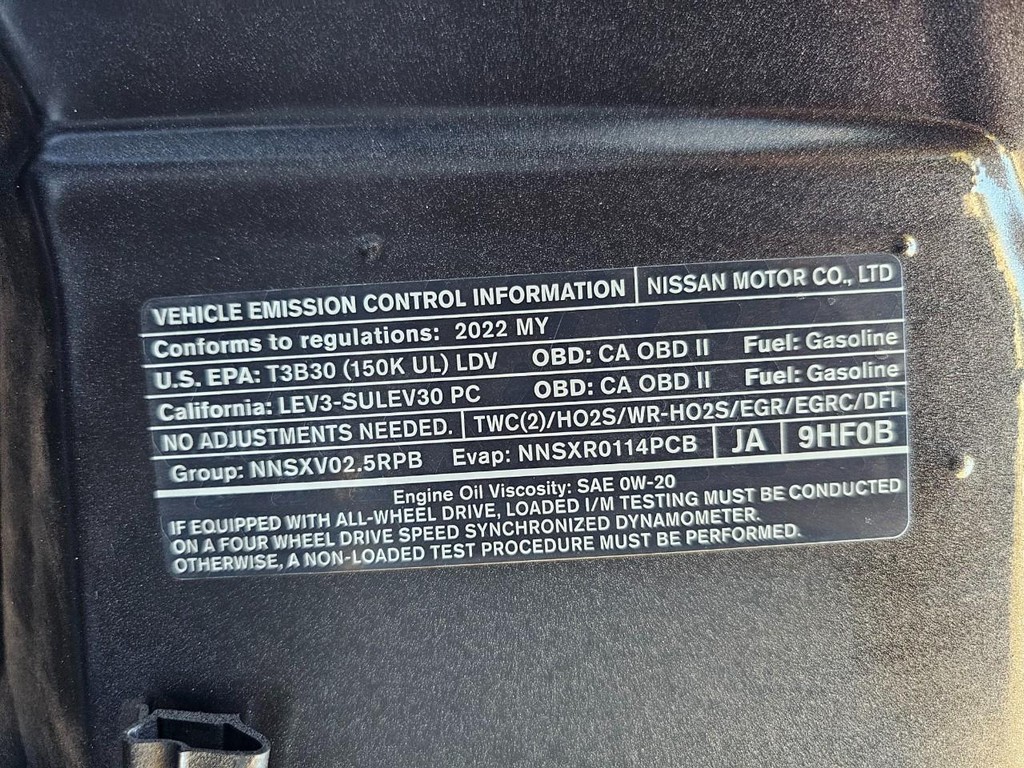 VEHICLE EMISSION CONTROL INFORMATION NISSAN MOTOR CO., LTD
Conforms to regulations: 2022 MY
U.S. EPA: T3B30 (150K UL) LDV OBD: CA OBD II Fuel: Gasoline
California: LEV3-SULEV30 PC OBD: CA OBD II Fuel: Gasoline
NO ADJUSTMENTS NEEDED. TWC(2)/HO2S/WR-HO2S/EGR/EGRC/DFI
Group: NNSXV02.5RPB Evap: NNSXR0114PCB JA 9HF0B
Engine Oil Viscosity: SAE 0W-20
IF EQUIPPED WITH ALL-WHEEL DRIVE, LOADED I/M TESTING MUST BE CONDUCTED
ON A FOUR WHEEL DRIVE SPEED SYNCHRONIZED DYNAMOMETER.
OTHERWISE, A NON-LOADED TEST PROCEDURE MUST BE PERFORMED.